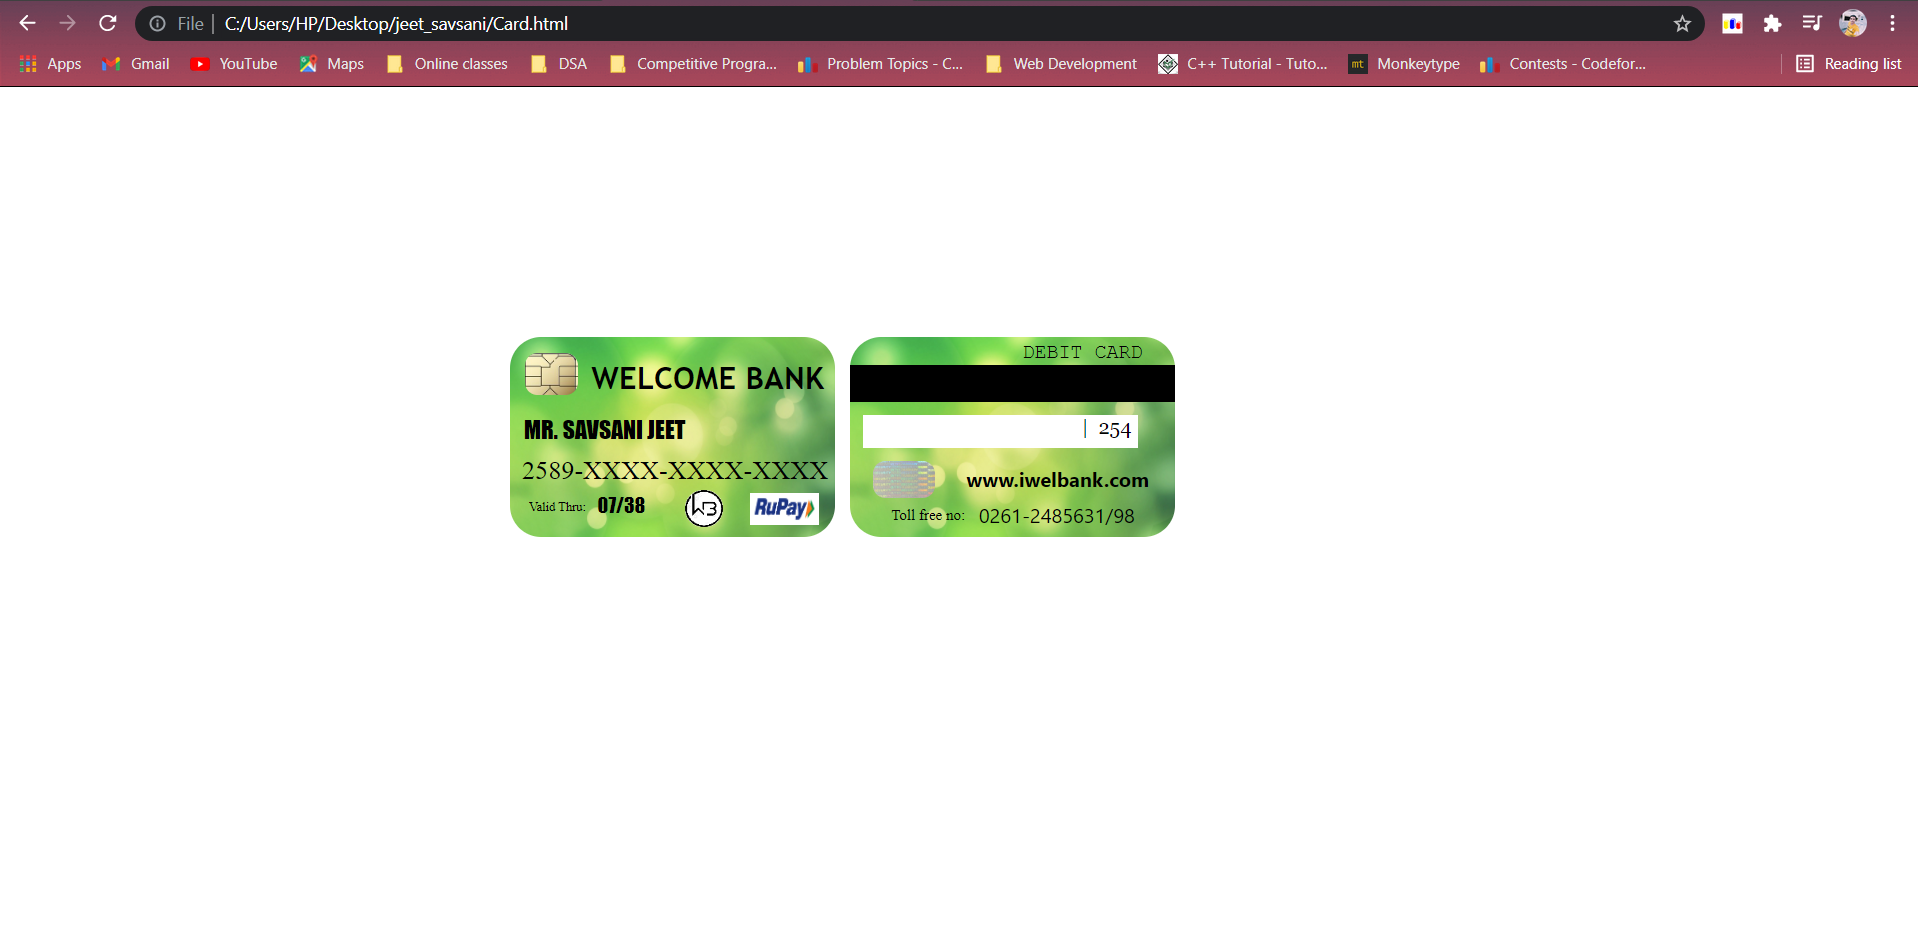 File | C:/Users/HP/Desktop/jeet_savsani/Card.html
Apps Gmail YouTube Maps Online classes DSA Competitive Progra... Problem Topics - C... Web Development mt C++ Tutorial - Tuto... Monkeytype Contests - Codefor... Reading list
WELCOME BANK
MR. SAVSANI JEET
2589-XXXX-XXXX-XXXX
Valid Thru: 07/38 WB RuPay
DEBIT CARD
| 254
www.iwelbank.com
Toll free no: 0261-2485631/98